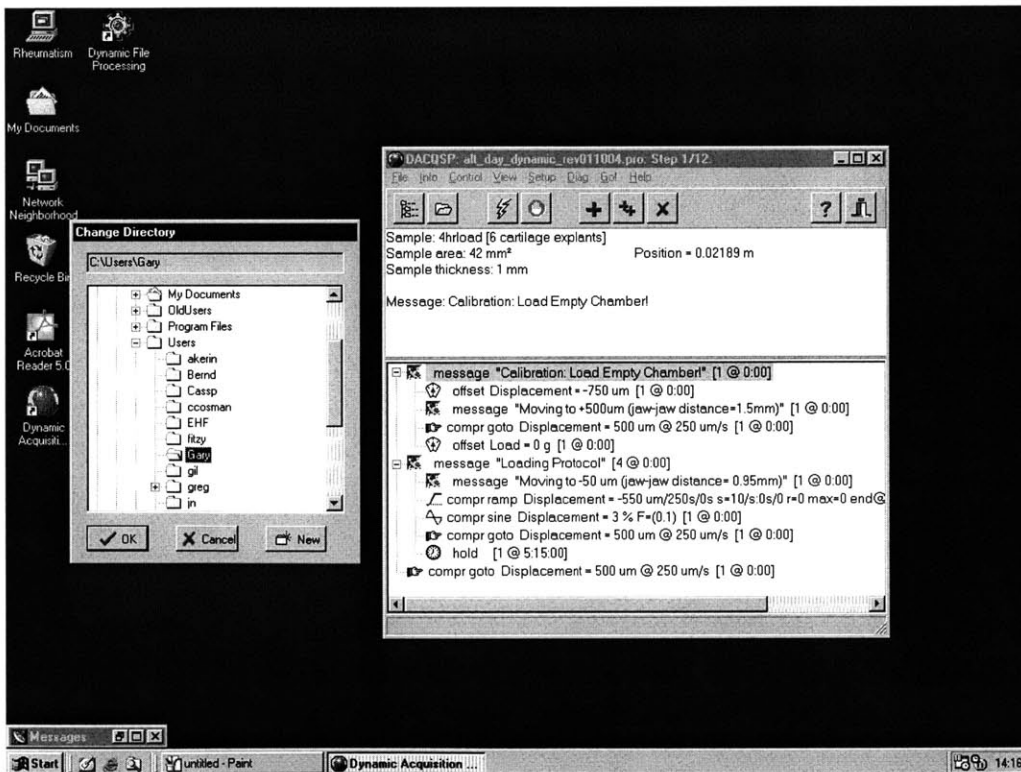 Rheumatism
Dynamic File
Processing
My Documents
Network
Neighborhood
Recycle Bin
Acrobat
Reader 5.0
Dynamic
Acquisiti...
Change Directory
C:\Users\Gary
My Documents
OldUsers
Program Files
Users
akerin
Bernd
Cassp
ccosman
EHF
fitzy
Gary
gil
greg
jn
OK
Cancel
New
DACQSP: alt_day_dynamic_rev011004.pro: Step 1/12.
File Info Control View Setup Diag Go! Help
Sample: 4hrload [6 cartilage explants]
Sample area: 42 mm² Position = 0.02189 m
Sample thickness: 1 mm
Message: Calibration: Load Empty Chamber!
message "Calibration: Load Empty Chamber!" [1 @ 0:00]
offset Displacement = -750 um [1 @ 0:00]
message "Moving to +500um (jaw-jaw distance=1.5mm)" [1 @ 0:00]
compr goto Displacement = 500 um @ 250 um/s [1 @ 0:00]
offset Load = 0 g [1 @ 0:00]
message "Loading Protocol" [4 @ 0:00]
message "Moving to -50 um (jaw-jaw distance= 0.95mm)" [1 @ 0:00]
compr ramp Displacement = -550 um/250s/0s s=10/s:0s/0 r=0 max=0 end@
compr sine Displacement = 3 % F=(0.1) [1 @ 0:00]
compr goto Displacement = 500 um @ 250 um/s [1 @ 0:00]
hold [1 @ 5:15:00]
compr goto Displacement = 500 um @ 250 um/s [1 @ 0:00]
Messages
Start
untitled - Paint
Dynamic Acquisition ...
14:16